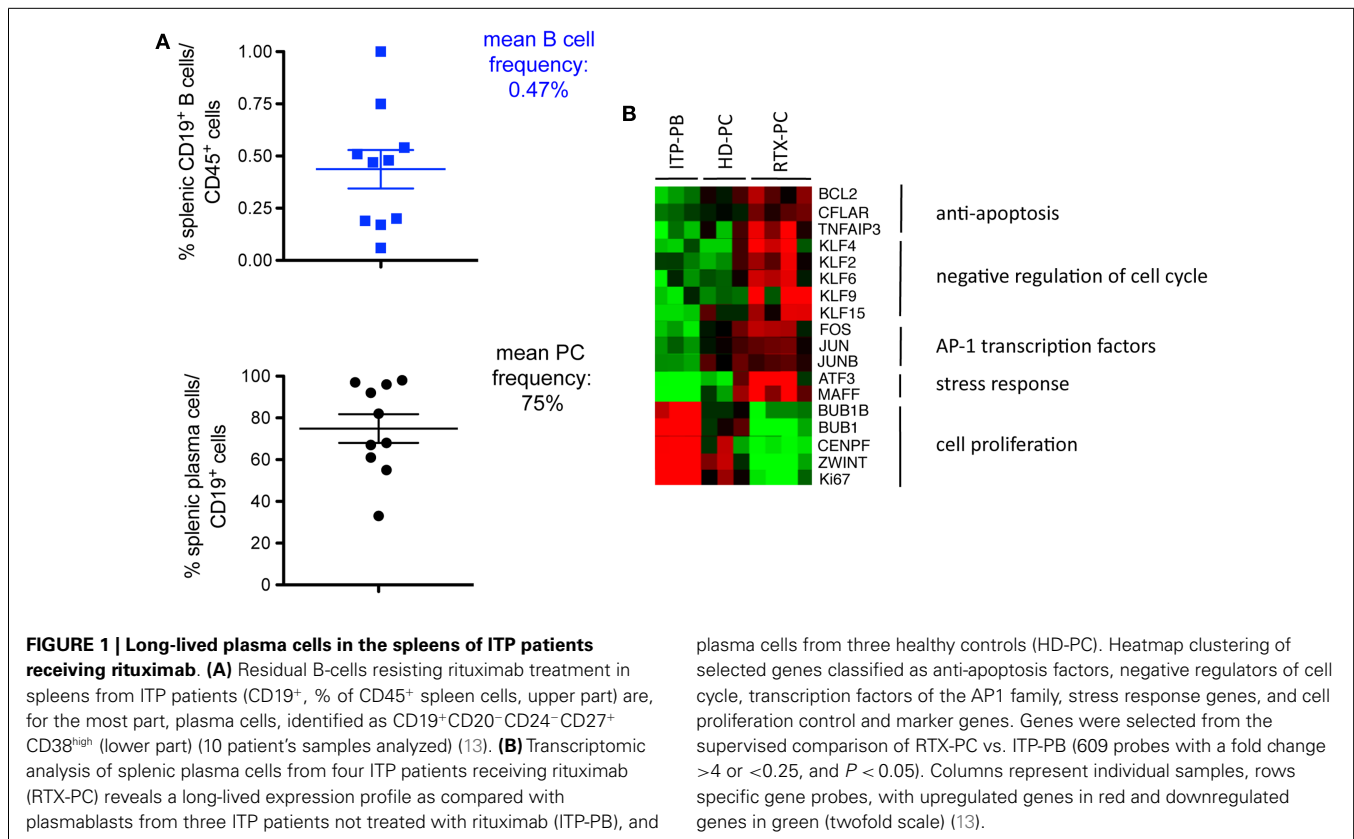 A
% splenic CD19+ B cells/
CD45+ cells
1.00
0.75
0.50
0.25
0.00
mean B cell
frequency:
0.47%
% splenic plasma cells/
CD19+ cells
100
80
60
40
20
0
mean PC
frequency:
75%
B
ITP-PB
HD-PC
RTX-PC
BCL2
CFLAR
TNFAIP3
KLF4
KLF2
KLF6
KLF9
KLF15
FOS
JUN
JUNB
ATF3
MAFF
BUB1B
BUB1
CENPF
ZWINT
Ki67
anti-apoptosis
negative regulation of cell cycle
AP-1 transcription factors
stress response
cell proliferation
FIGURE 1 | Long-lived plasma cells in the spleens of ITP patients
receiving rituximab. (A) Residual B-cells resisting rituximab treatment in
spleens from ITP patients (CD19+, % of CD45+ spleen cells, upper part) are,
for the most part, plasma cells, identified as CD19+CD20−CD24−CD27+
CD38high (lower part) (10 patient's samples analyzed) (13). (B) Transcriptomic
analysis of splenic plasma cells from four ITP patients receiving rituximab
(RTX-PC) reveals a long-lived expression profile as compared with
plasmablasts from three ITP patients not treated with rituximab (ITP-PB), and
plasma cells from three healthy controls (HD-PC). Heatmap clustering of
selected genes classified as anti-apoptosis factors, negative regulators of cell
cycle, transcription factors of the AP1 family, stress response genes, and cell
proliferation control and marker genes. Genes were selected from the
supervised comparison of RTX-PC vs. ITP-PB (609 probes with a fold change
>4 or <0.25, and P < 0.05). Columns represent individual samples, rows
specific gene probes, with upregulated genes in red and downregulated
genes in green (twofold scale) (13).